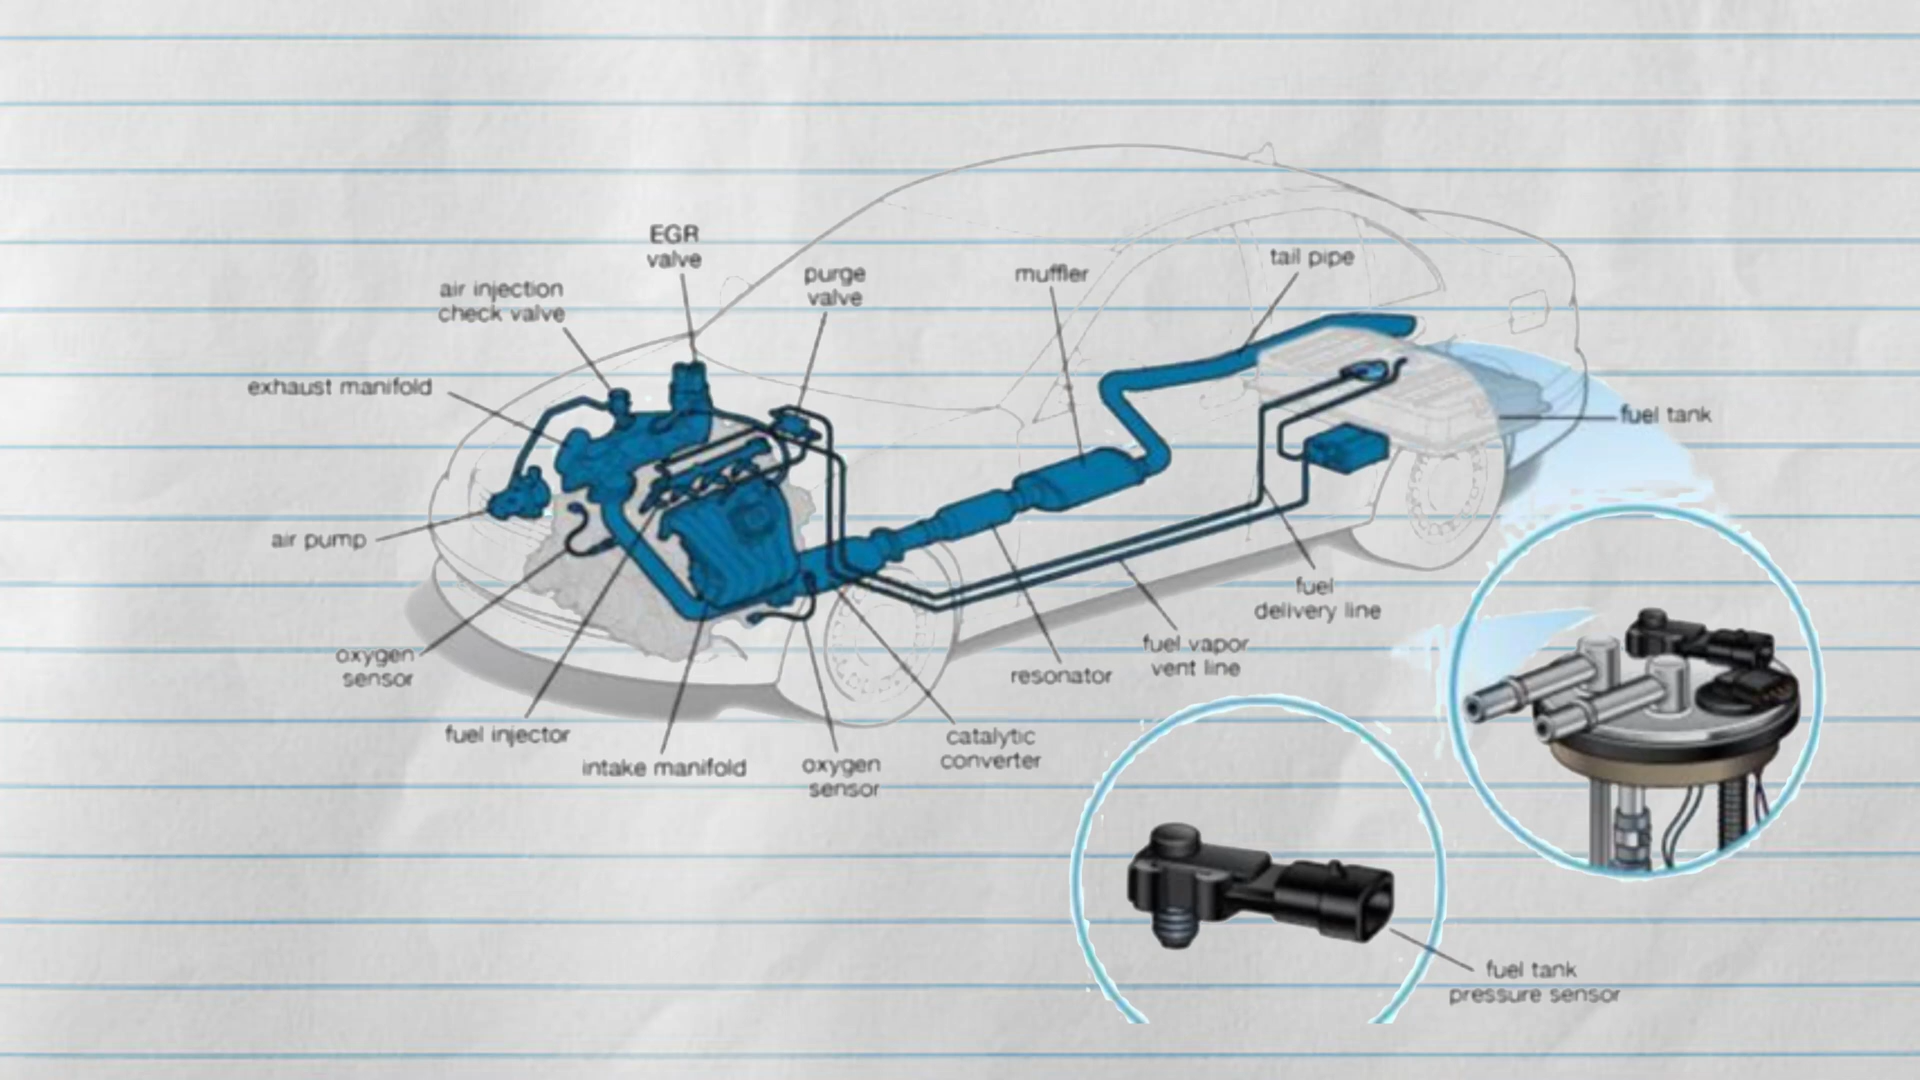 EGR
valve
air injection
check valve
purge
valve
muffler
tail pipe
exhaust manifold
fuel tank
air pump
oxygen
sensor
fuel injector
intake manifold
oxygen
sensor
catalytic
converter
resonator
fuel vapor
vent line
fuel
delivery line
fuel tank
pressure sensor